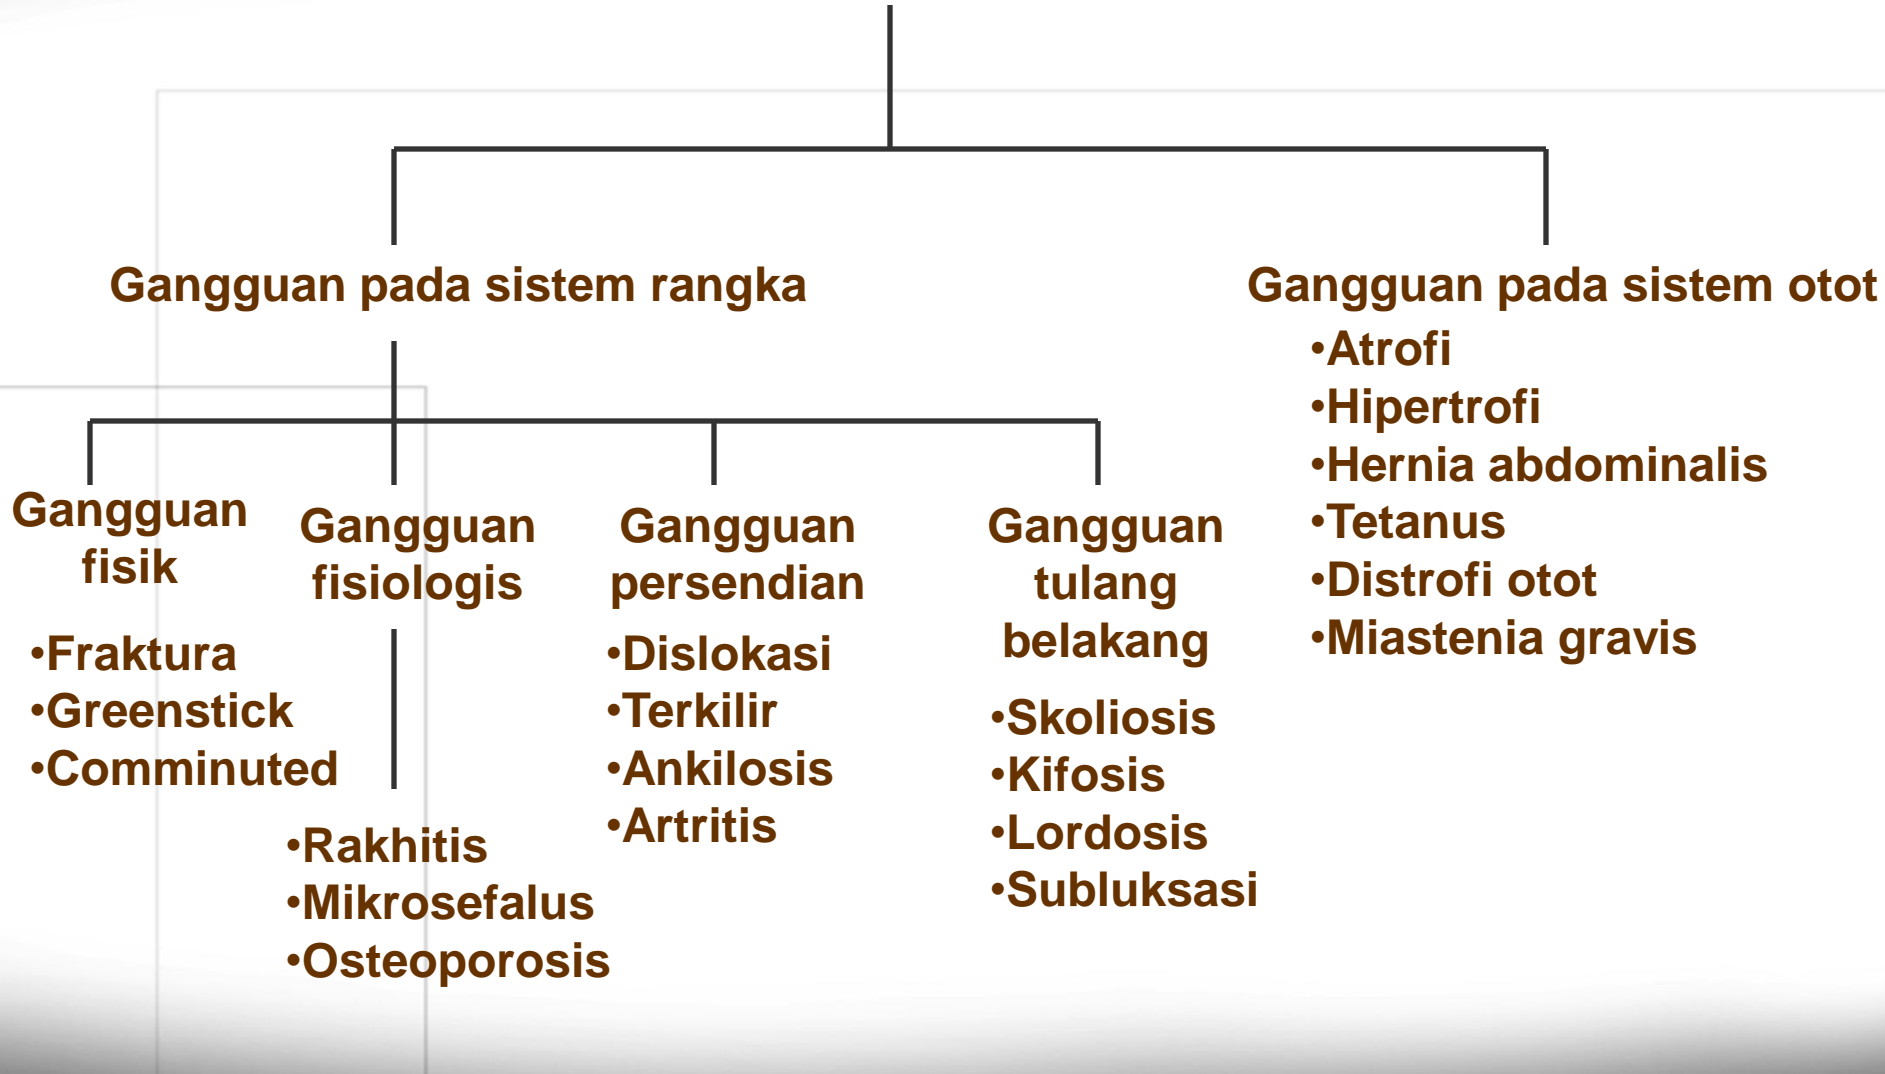 Gangguan pada sistem rangka
Gangguan
fisik
•Fraktura
•Greenstick
•Comminuted
Gangguan
fisiologis
•Rakhitis
•Mikrosefalus
•Osteoporosis
Gangguan
persendian
•Dislokasi
•Terkilir
•Ankilosis
•Artritis
Gangguan
tulang
belakang
•Skoliosis
•Kifosis
•Lordosis
•Subluksasi
Gangguan pada sistem otot
•Atrofi
•Hipertrofi
•Hernia abdominalis
•Tetanus
•Distrofi otot
•Miastenia gravis